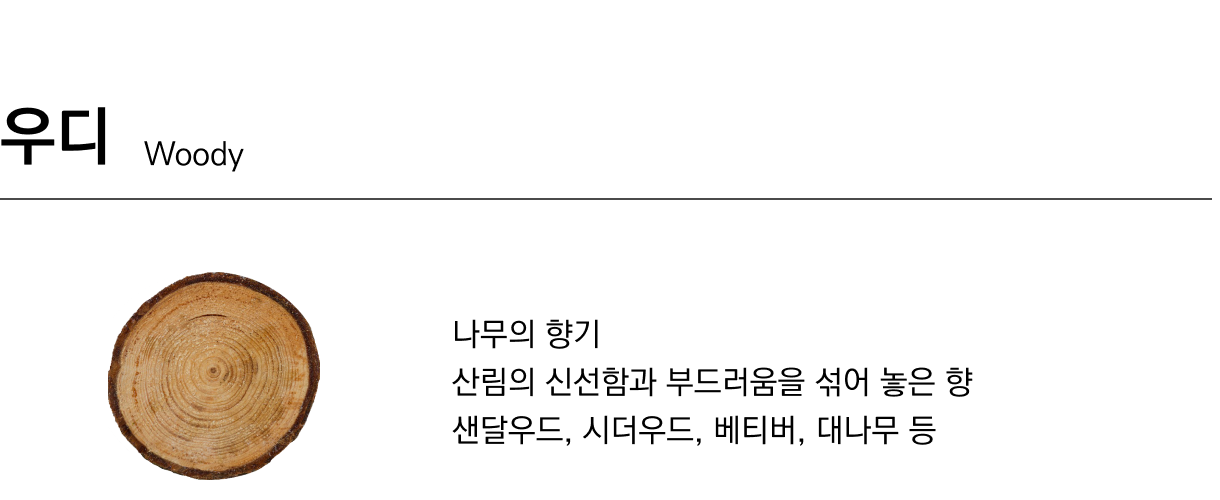 우디 Woody
나무의 향기
산림의 신선함과 부드러움을 섞어 놓은 향
샌달우드, 시더우드, 베티버, 대나무 등